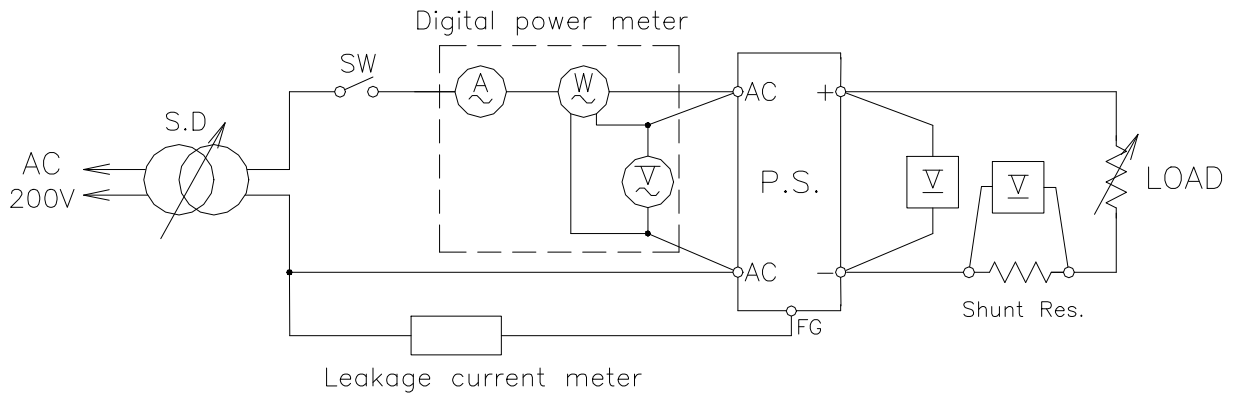 Digital power meter
SW
A
W
S.D
AC
200V
AC
+
V
P.S.
V
V
LOAD
AC
−
Shunt Res.
FG
Leakage current meter